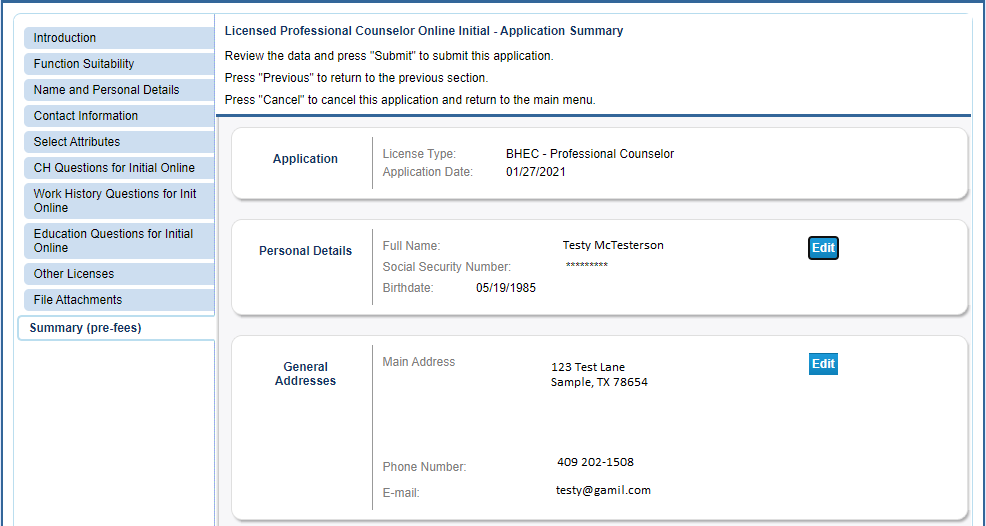 Introduction
Function Suitability
Name and Personal Details
Contact Information
Select Attributes
CH Questions for Initial Online
Work History Questions for Init
Online
Education Questions for Initial
Online
Other Licenses
File Attachments
Summary (pre-fees)
Licensed Professional Counselor Online Initial - Application Summary
Review the data and press "Submit" to submit this application.
Press "Previous" to return to the previous section.
Press "Cancel" to cancel this application and return to the main menu.
Application
License Type: BHEC - Professional Counselor
Application Date: 01/27/2021
Personal Details
Full Name: Testy McTesterson
Edit
Social Security Number: *********
Birthdate: 05/19/1985
General
Addresses
Main Address
123 Test Lane
Sample, TX 78654
Edit
Phone Number: 409 202-1508
E-mail: testy@gamil.com